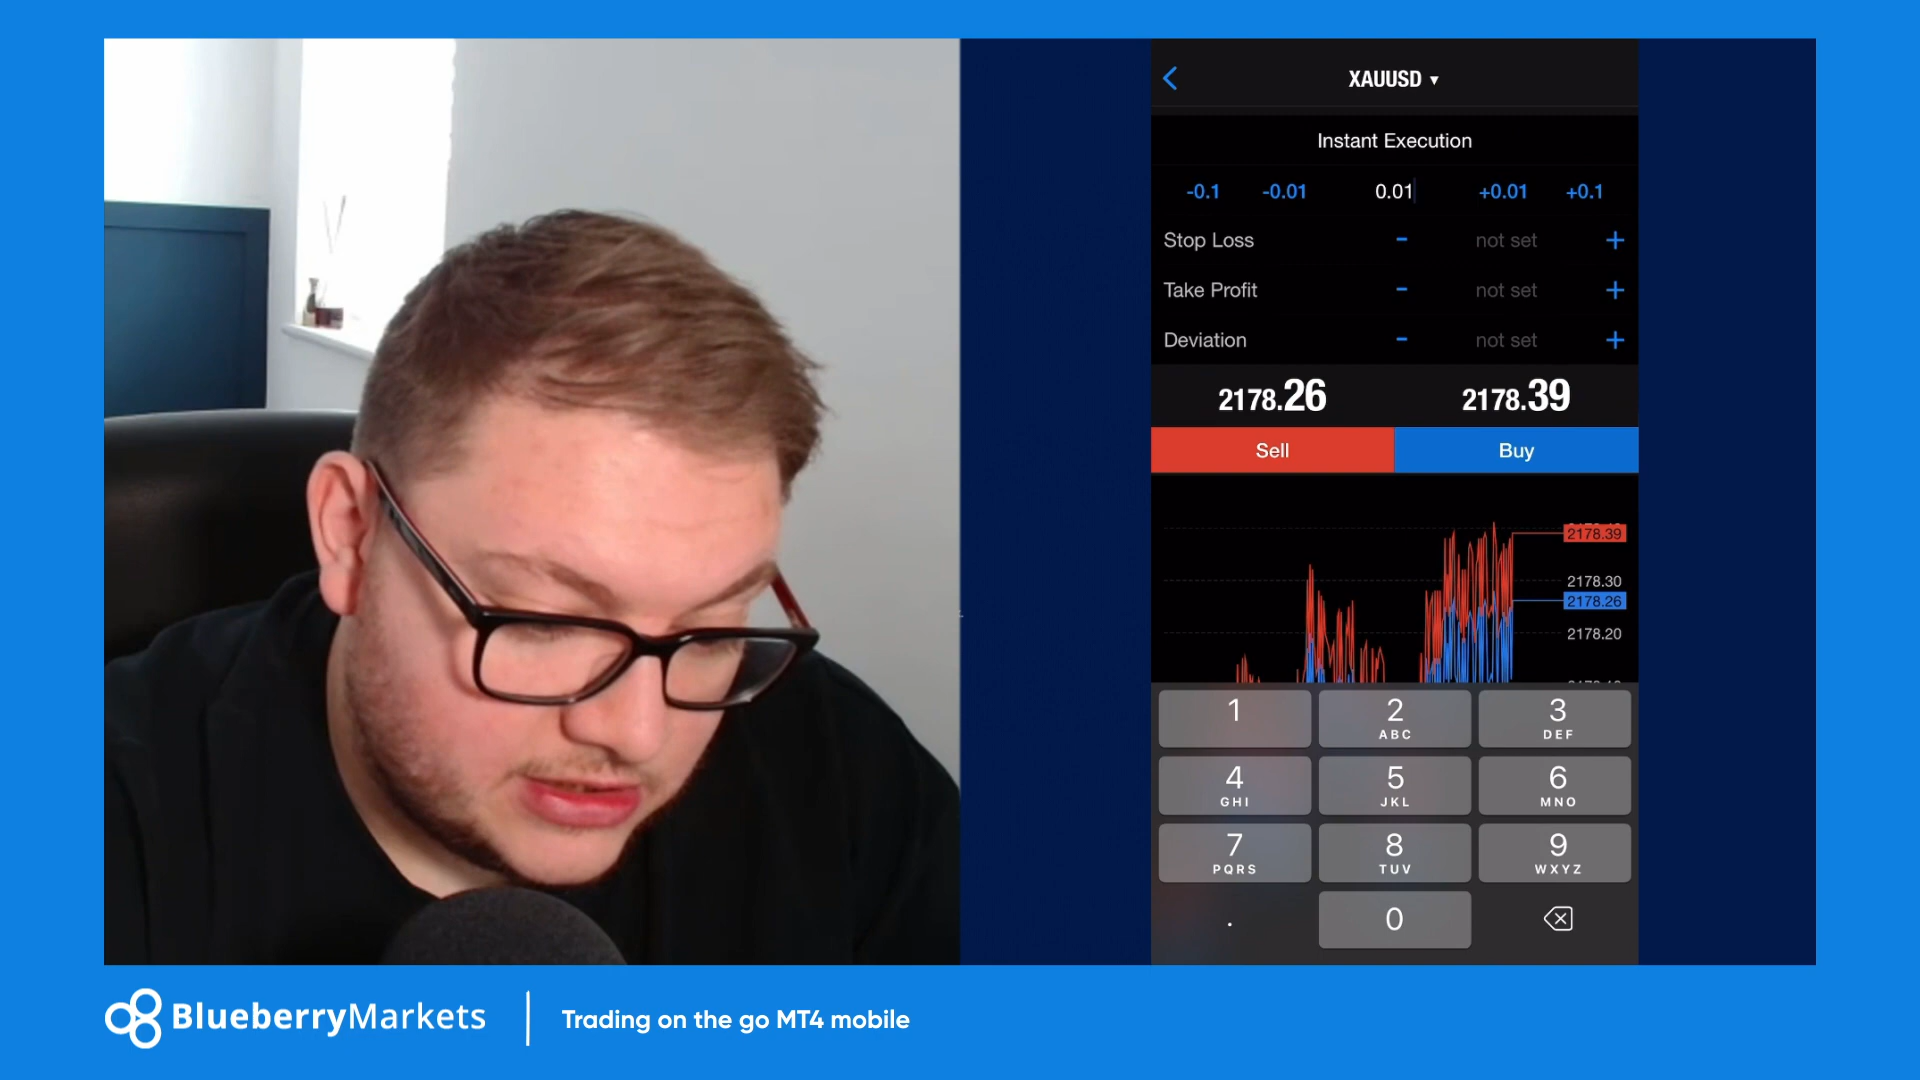 XAUUSD ▼
Instant Execution
-0.1 -0.01 0.01 +0.01 +0.1
Stop Loss - not set +
Take Profit - not set +
Deviation - not set +
2178.26 2178.39
Sell Buy
2178.39
2178.30
2178.26
2178.20
1 2 ABC 3 DEF
4 GHI 5 JKL 6 MNO
7 PQRS 8 TUV 9 WXYZ
. 0
BlueberryMarkets Trading on the go MT4 mobile